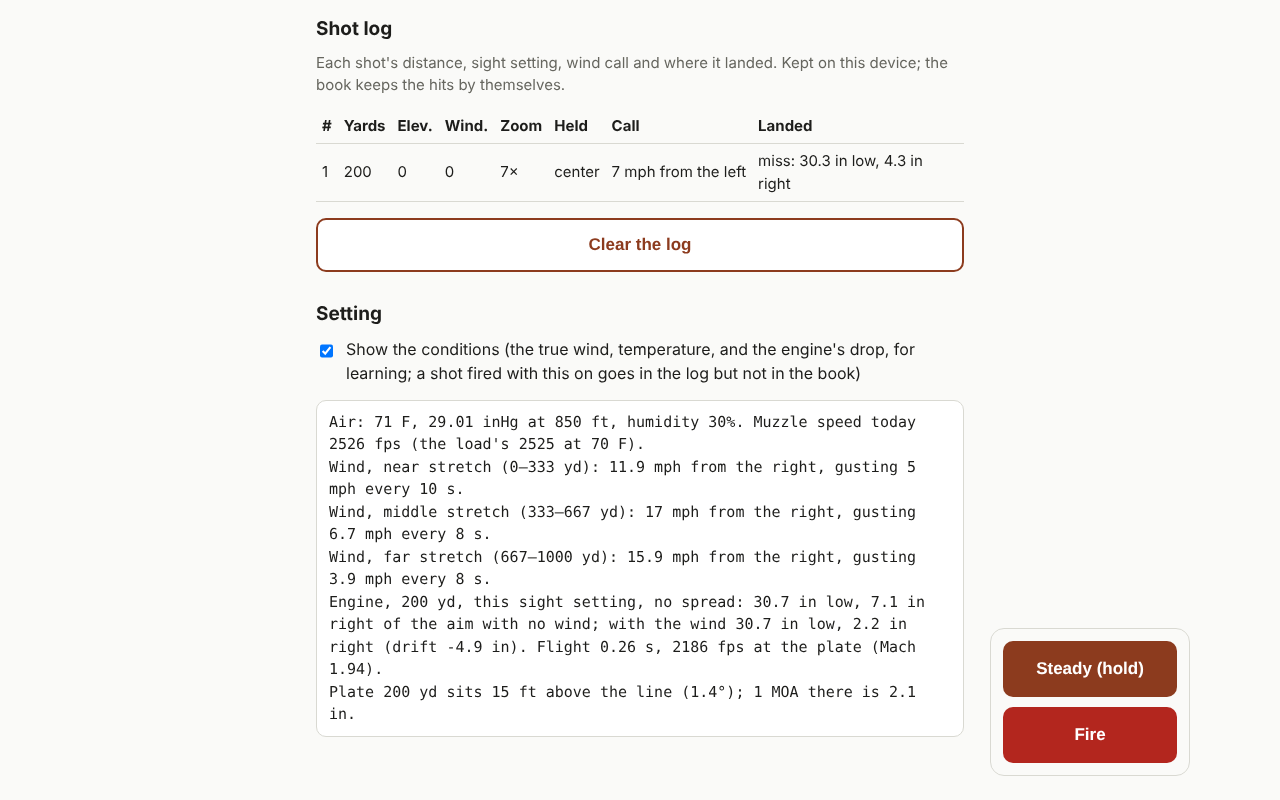 Shot log
Each shot's distance, sight setting, wind call and where it landed. Kept on this device; the
book keeps the hits by themselves.
# Yards Elev. Wind. Zoom Held Call Landed
1 200 0 0 7× center 7 mph from the left miss: 30.3 in low, 4.3 in
right
Clear the log
Setting
Show the conditions (the true wind, temperature, and the engine's drop, for
learning; a shot fired with this on goes in the log but not in the book)
Air: 71 F, 29.01 inHg at 850 ft, humidity 30%. Muzzle speed today
2526 fps (the load's 2525 at 70 F).
Wind, near stretch (0–333 yd): 11.9 mph from the right, gusting 5
mph every 10 s.
Wind, middle stretch (333–667 yd): 17 mph from the right, gusting
6.7 mph every 8 s.
Wind, far stretch (667–1000 yd): 15.9 mph from the right, gusting
3.9 mph every 8 s.
Engine, 200 yd, this sight setting, no spread: 30.7 in low, 7.1 in
right of the aim with no wind; with the wind 30.7 in low, 2.2 in
right (drift -4.9 in). Flight 0.26 s, 2186 fps at the plate (Mach
1.94).
Plate 200 yd sits 15 ft above the line (1.4°); 1 MOA there is 2.1
in.
Steady (hold)
Fire